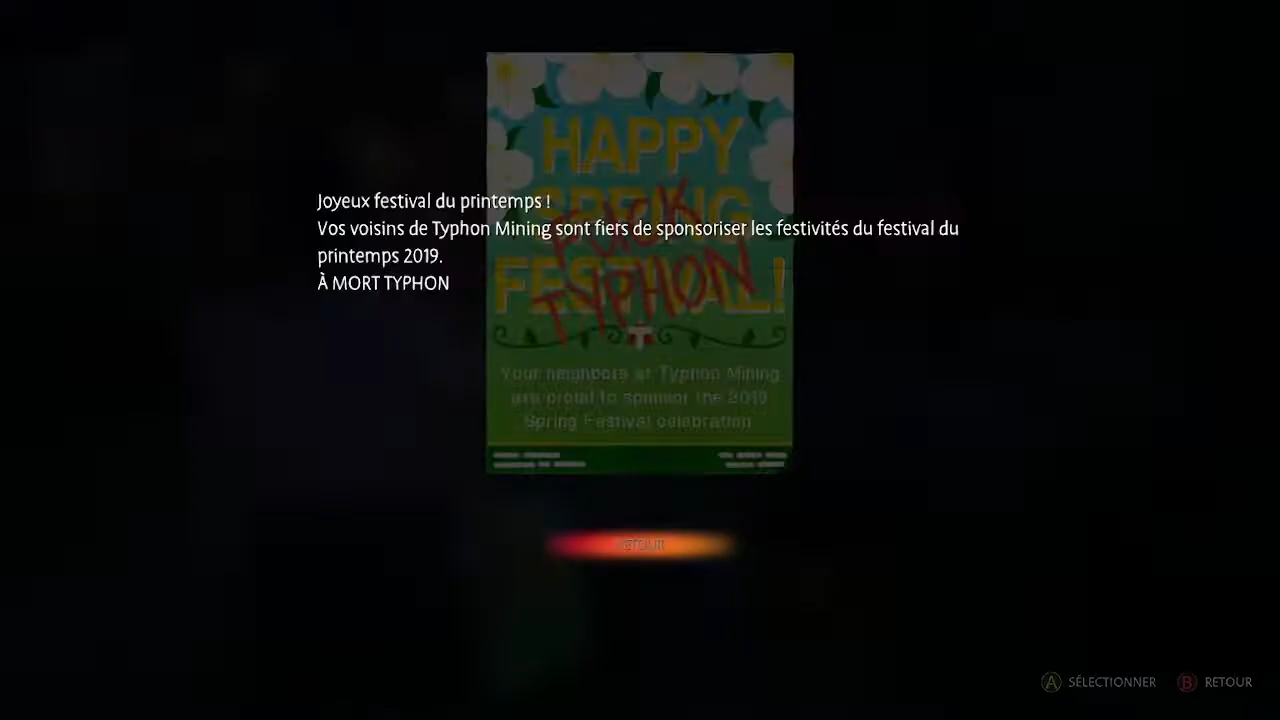 HAPPY
SPRING
FUCK
Joyeux festival du printemps !
Vos voisins de Typhon Mining sont fiers de sponsoriser les festivités du festival du
printemps 2019.
À MORT TYPHON
FESTIVAL!
TYPHON
Your neighbors at Typhon Mining
are proud to sponsor the 2019
Spring Festival celebration
RETOUR
A SÉLECTIONNER B RETOUR